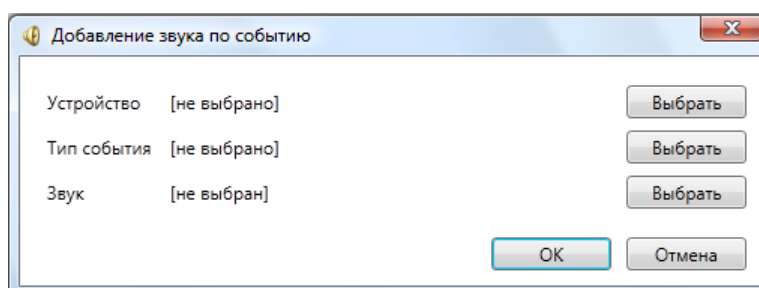 Добавление звука по событию
Устройство [не выбрано] Выбрать
Тип события [не выбрано] Выбрать
Звук [не выбран] Выбрать
OK Отмена